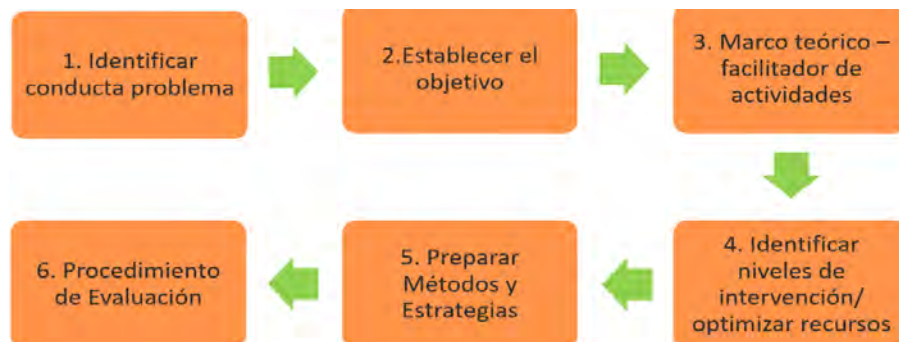 1. Identificar
conducta problema
2.Establecer el
objetivo
3. Marco teórico –
facilitador de
actividades
4. Identificar
niveles de
intervención/
optimizar recursos
5. Preparar
Métodos y
Estrategias
6. Procedimiento
de Evaluación